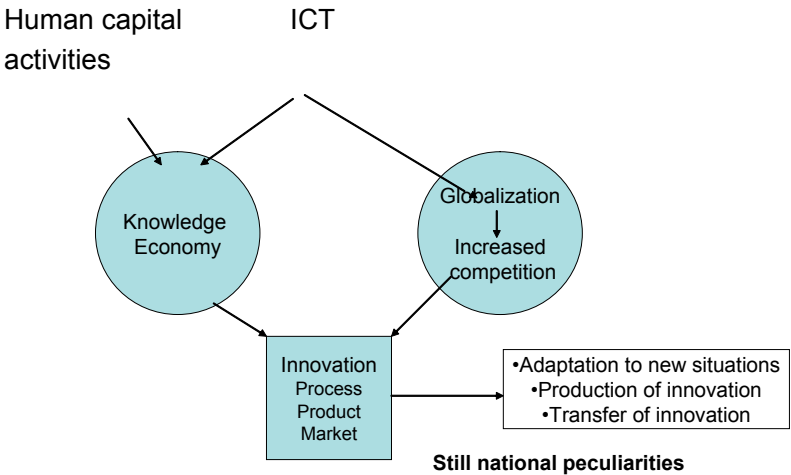 Human capital
activities
ICT
Knowledge
Economy
Globalization
Increased
competition
Innovation
Process
Product
Market
•Adaptation to new situations
•Production of innovation
•Transfer of innovation
Still national peculiarities